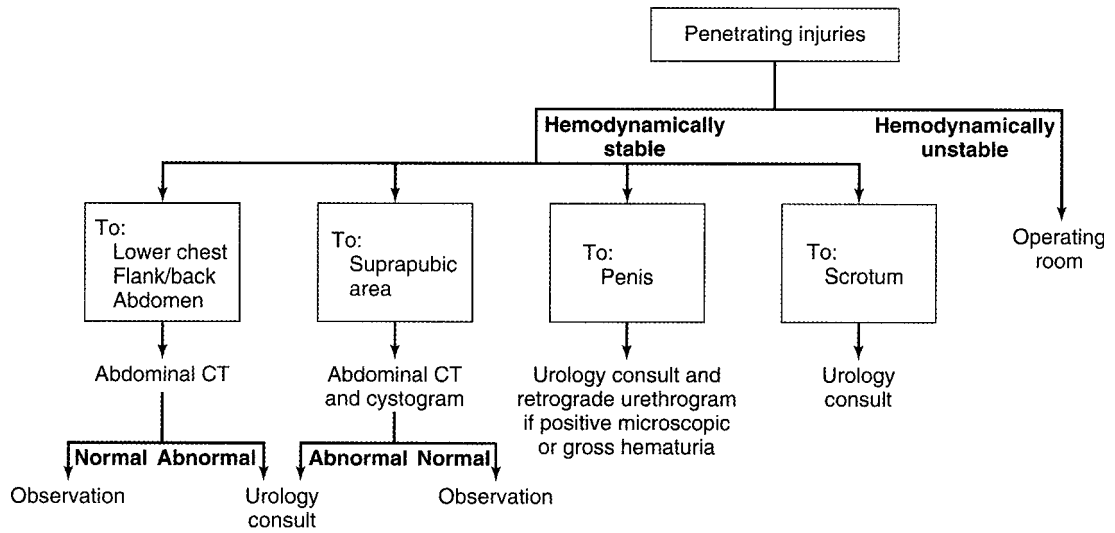 Penetrating injuries
Hemodynamically
stable
Hemodynamically
unstable
To:
Lower chest
Flank/back
Abdomen
To:
Suprapubic
area
To:
Penis
To:
Scrotum
Operating
room
Abdominal CT
Abdominal CT
and cystogram
Urology consult and
retrograde urethrogram
if positive microscopic
or gross hematuria
Urology
consult
Normal Abnormal
Abnormal Normal
Observation
Urology
consult
Observation